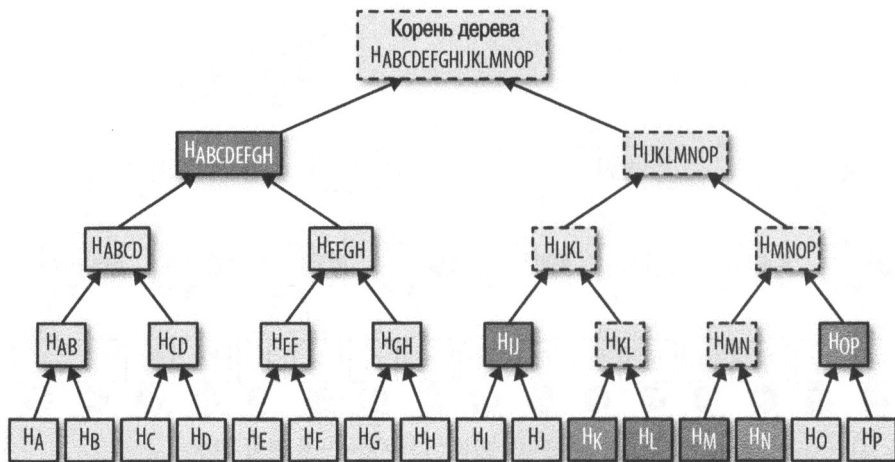 Корень дерева
HABCDEFGHIJKLMNOP
HABCDEFGH HIJKLMNOP
HABCD HEFGH HIJKL HMNOP
HAB HCD HEF HGH HIJ HKL HMN HOP
HA HB HC HD HE HF HG HH HI HJ HK HL HM HN HO HP